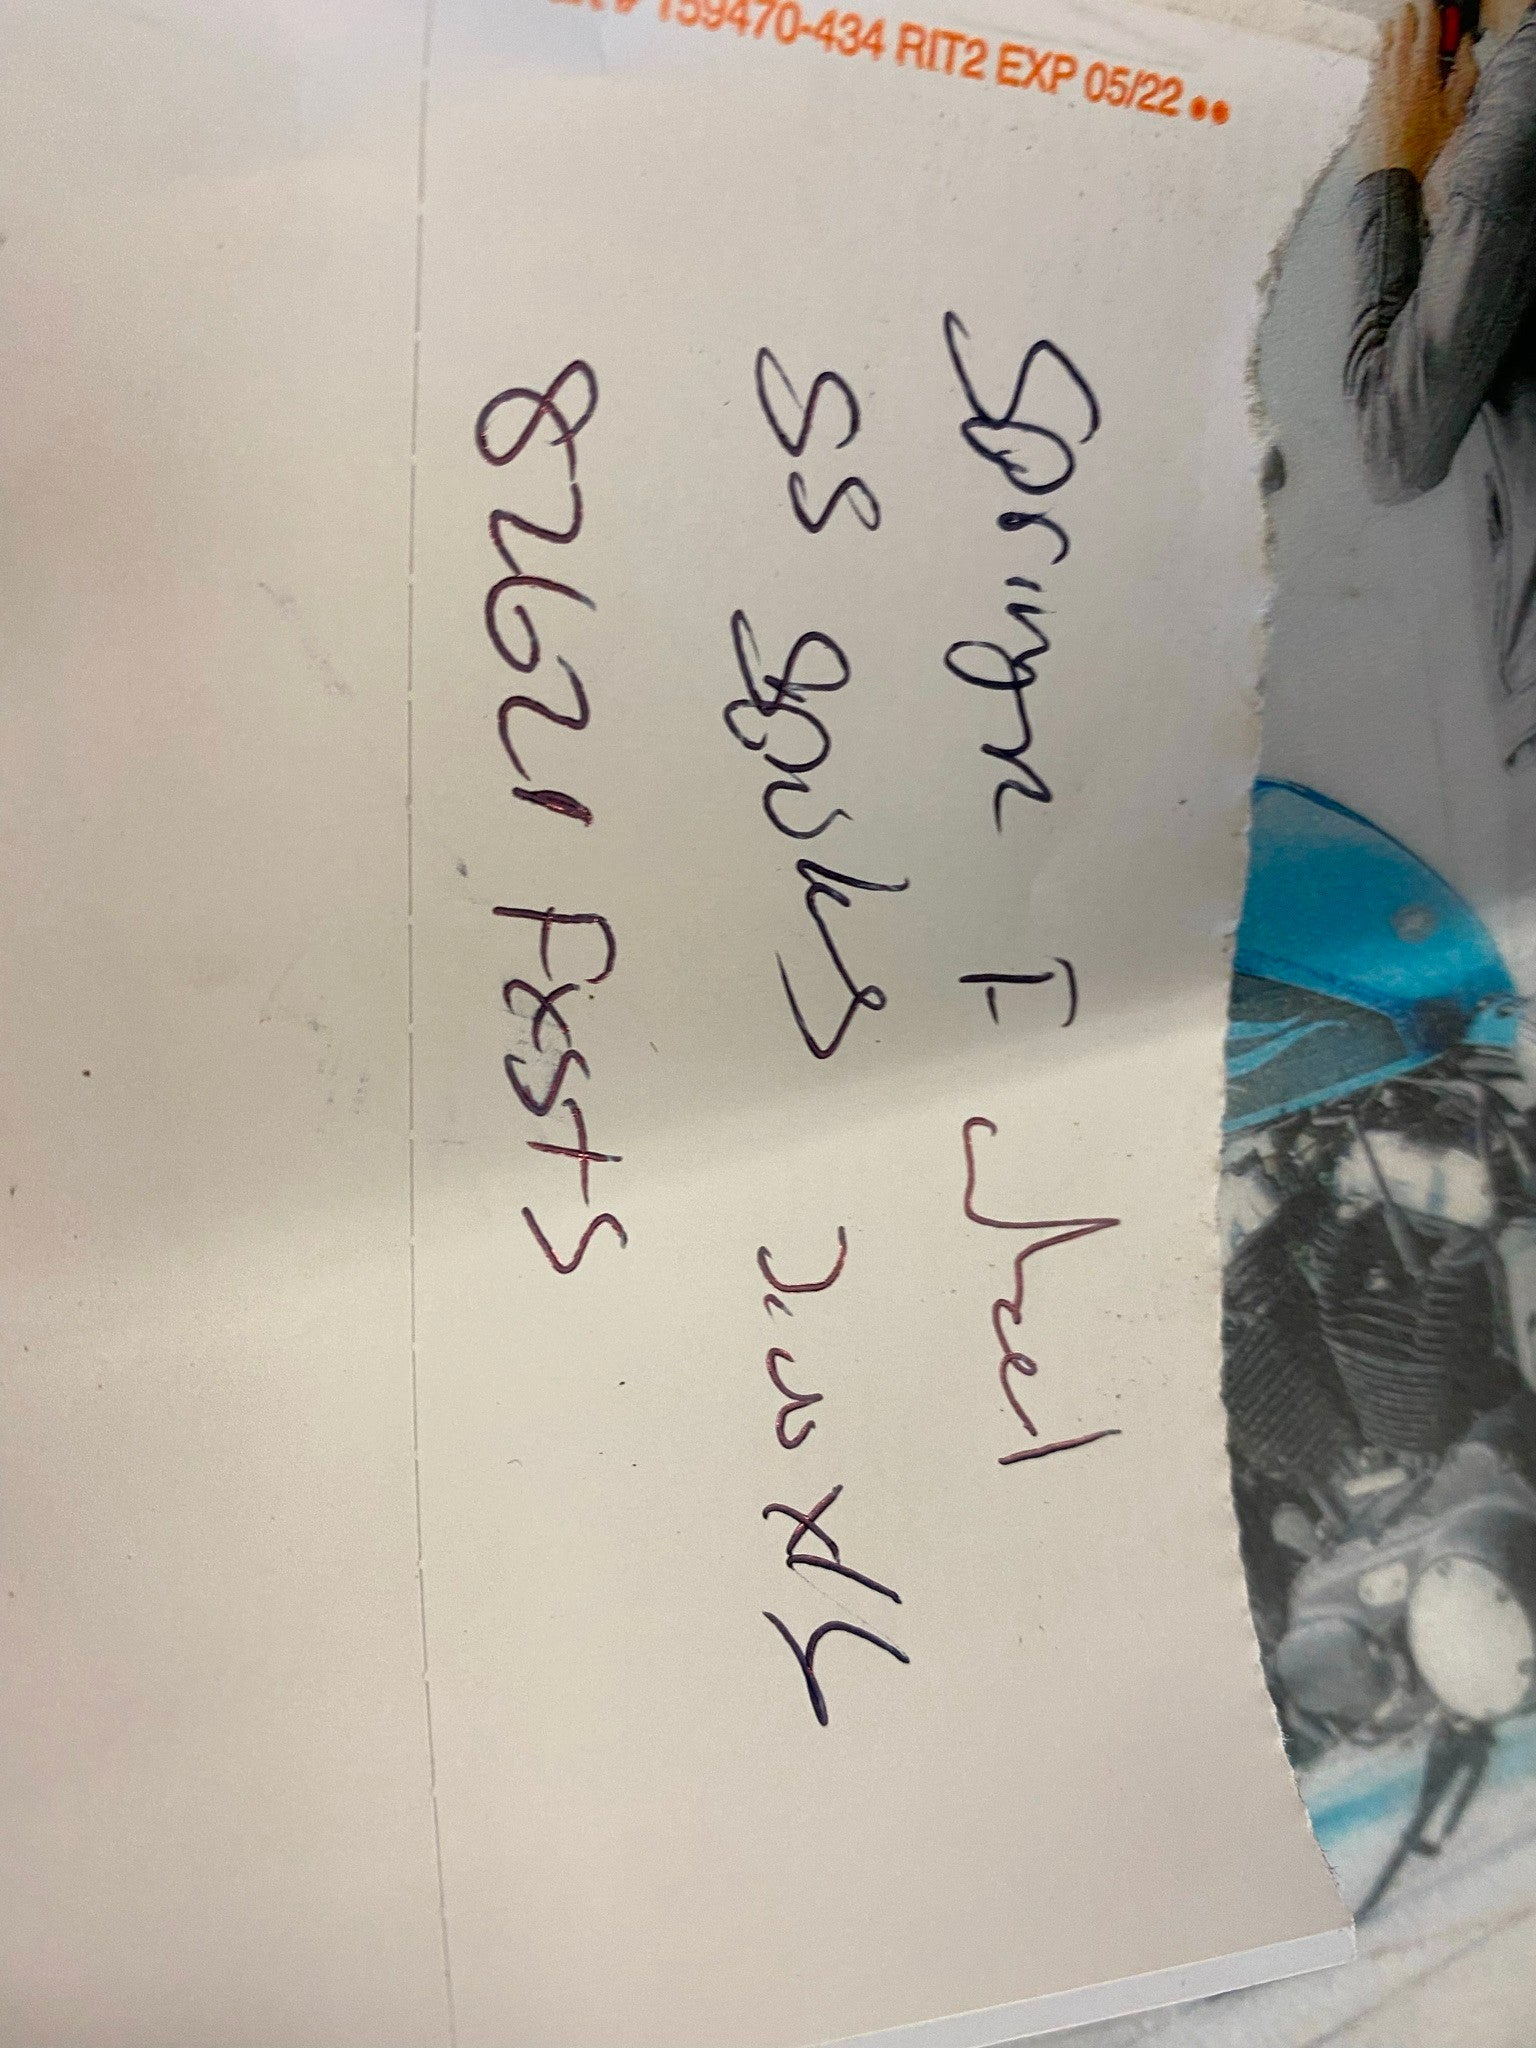 159470-434 RIT2 EXP 05/22 ••
Springer F wheel
SS Spokes
82621 Fxsts